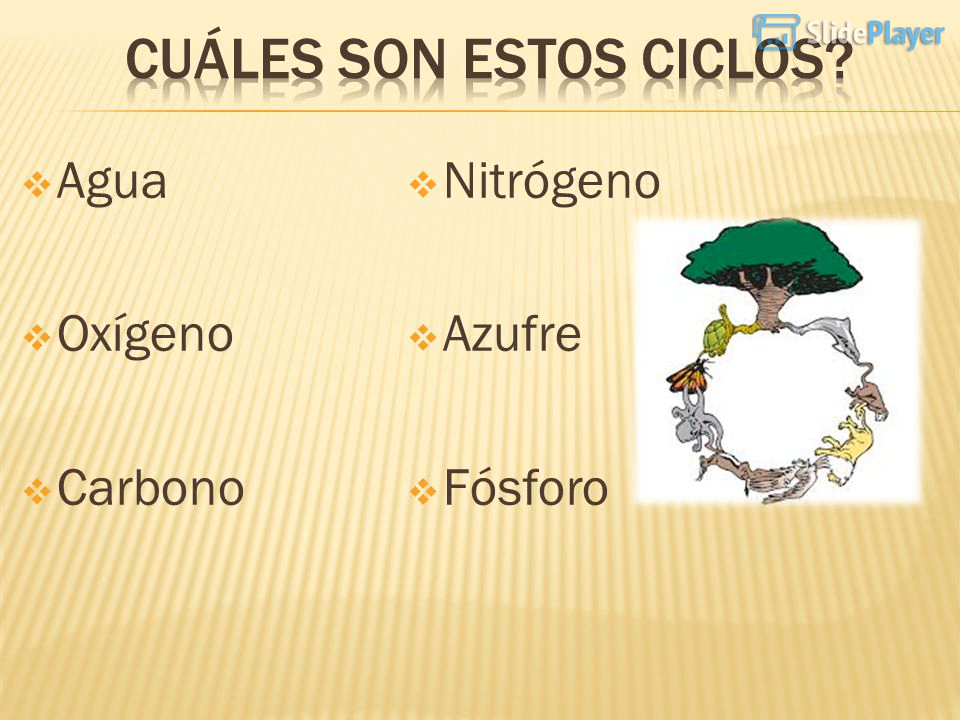 CUÁLES SON ESTOS CICLOS?
SlidePlayer
Agua
Oxígeno
Carbono
Nitrógeno
Azufre
Fósforo